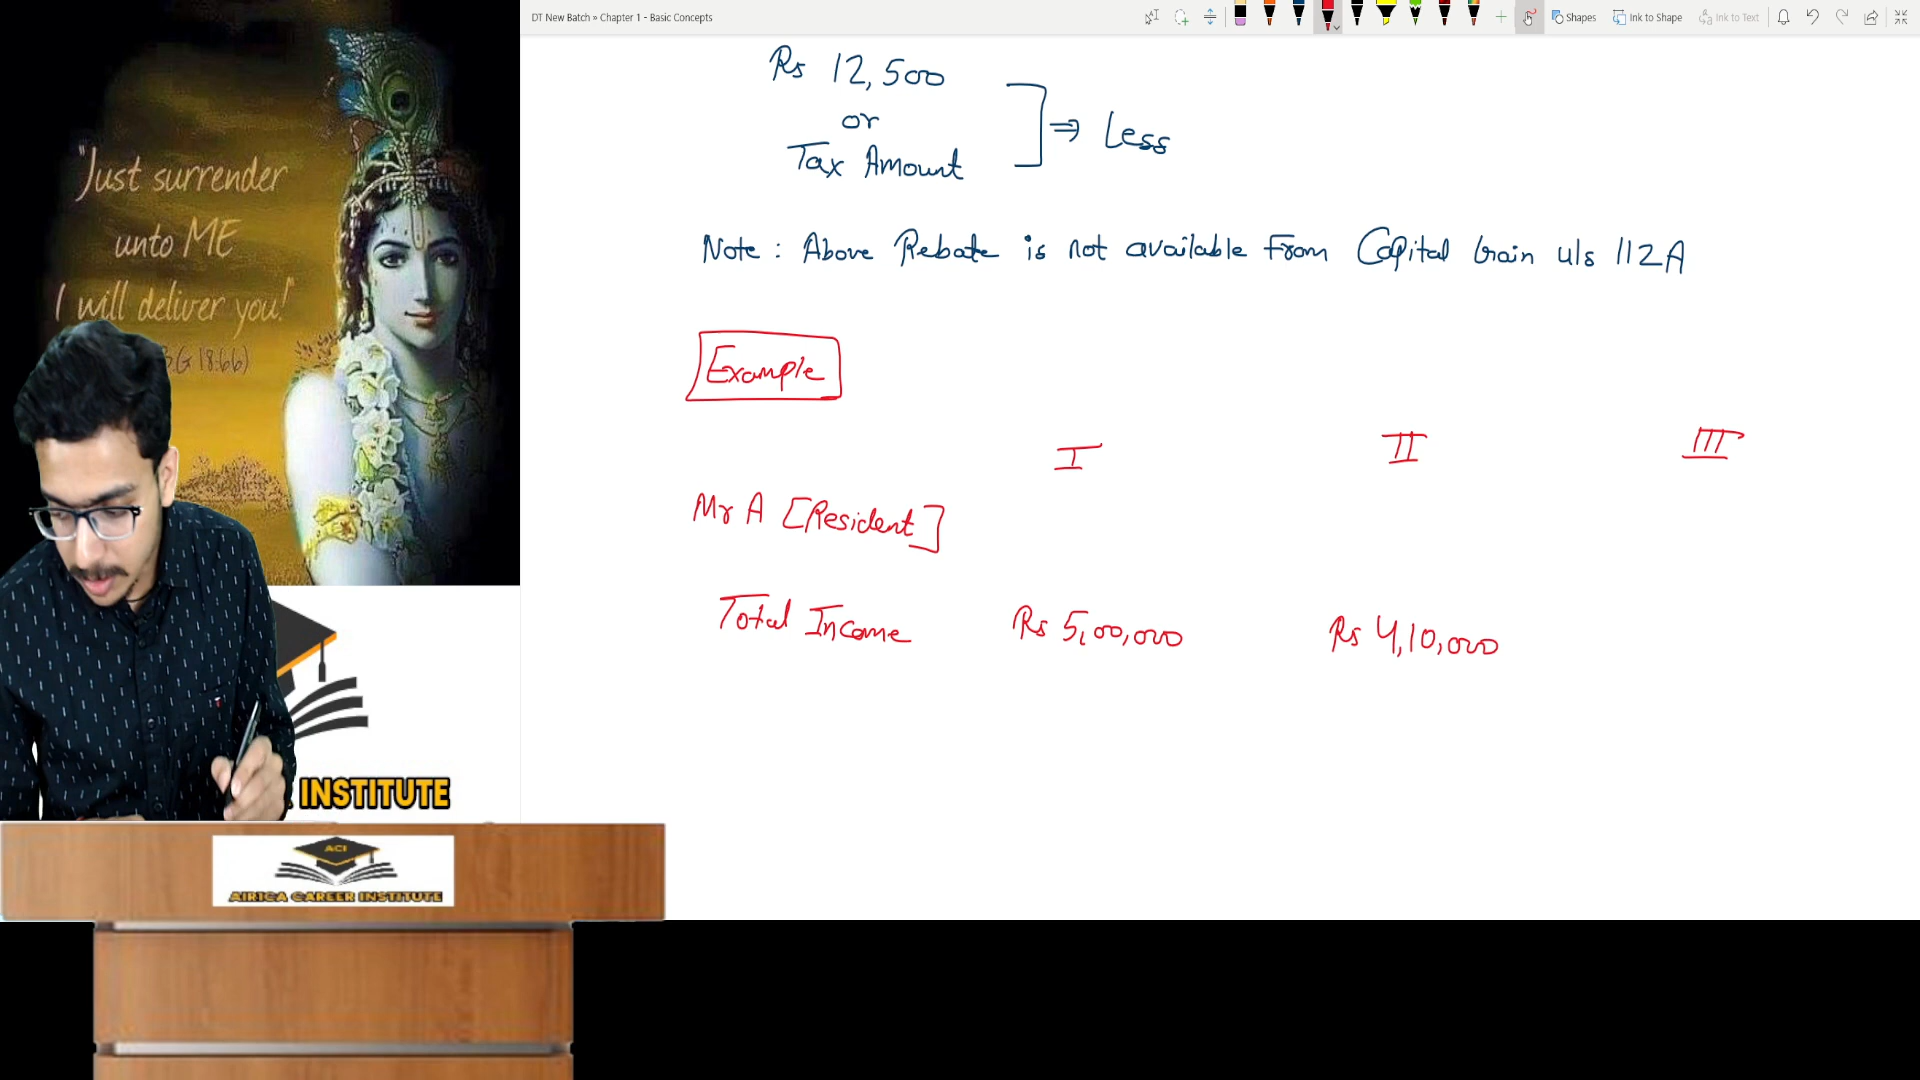 DT New Batch » Chapter 1 - Basic Concepts
Shapes
Ink to Shape
Ink to Text
Rs 12,500
or
Tax Amount
⇒ Less
Note : Above Rebate is not available from Capital Gain u/s 112A
Example
I II III
Mr A [Resident]
Total Income Rs 5,00,000 Rs 4,10,000
"Just surrender
unto ME
I will deliver you!"
B.G 18:66)
INSTITUTE
ACI
AIRICA CAREER INSTITUTE